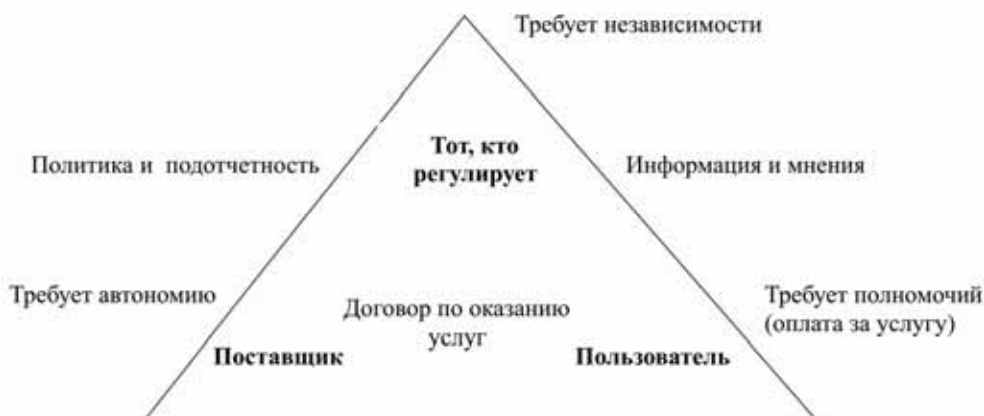 Требует независимости
Тот, кто
регулирует
Политика и подотчетность
Информация и мнения
Требует автономию
Договор по оказанию
услуг
Требует полномочий
(оплата за услугу)
Поставщик
Пользователь